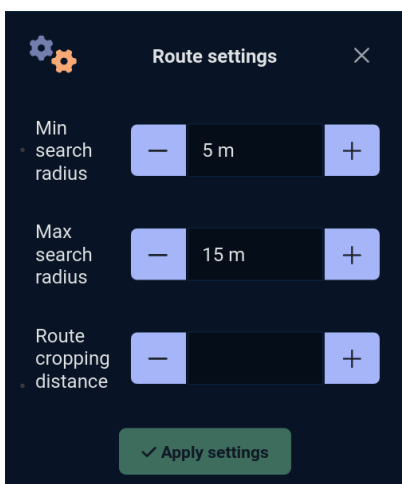 Route settings
Min
search
radius
5 m
Max
search
radius
15 m
Route
cropping
distance
Apply settings